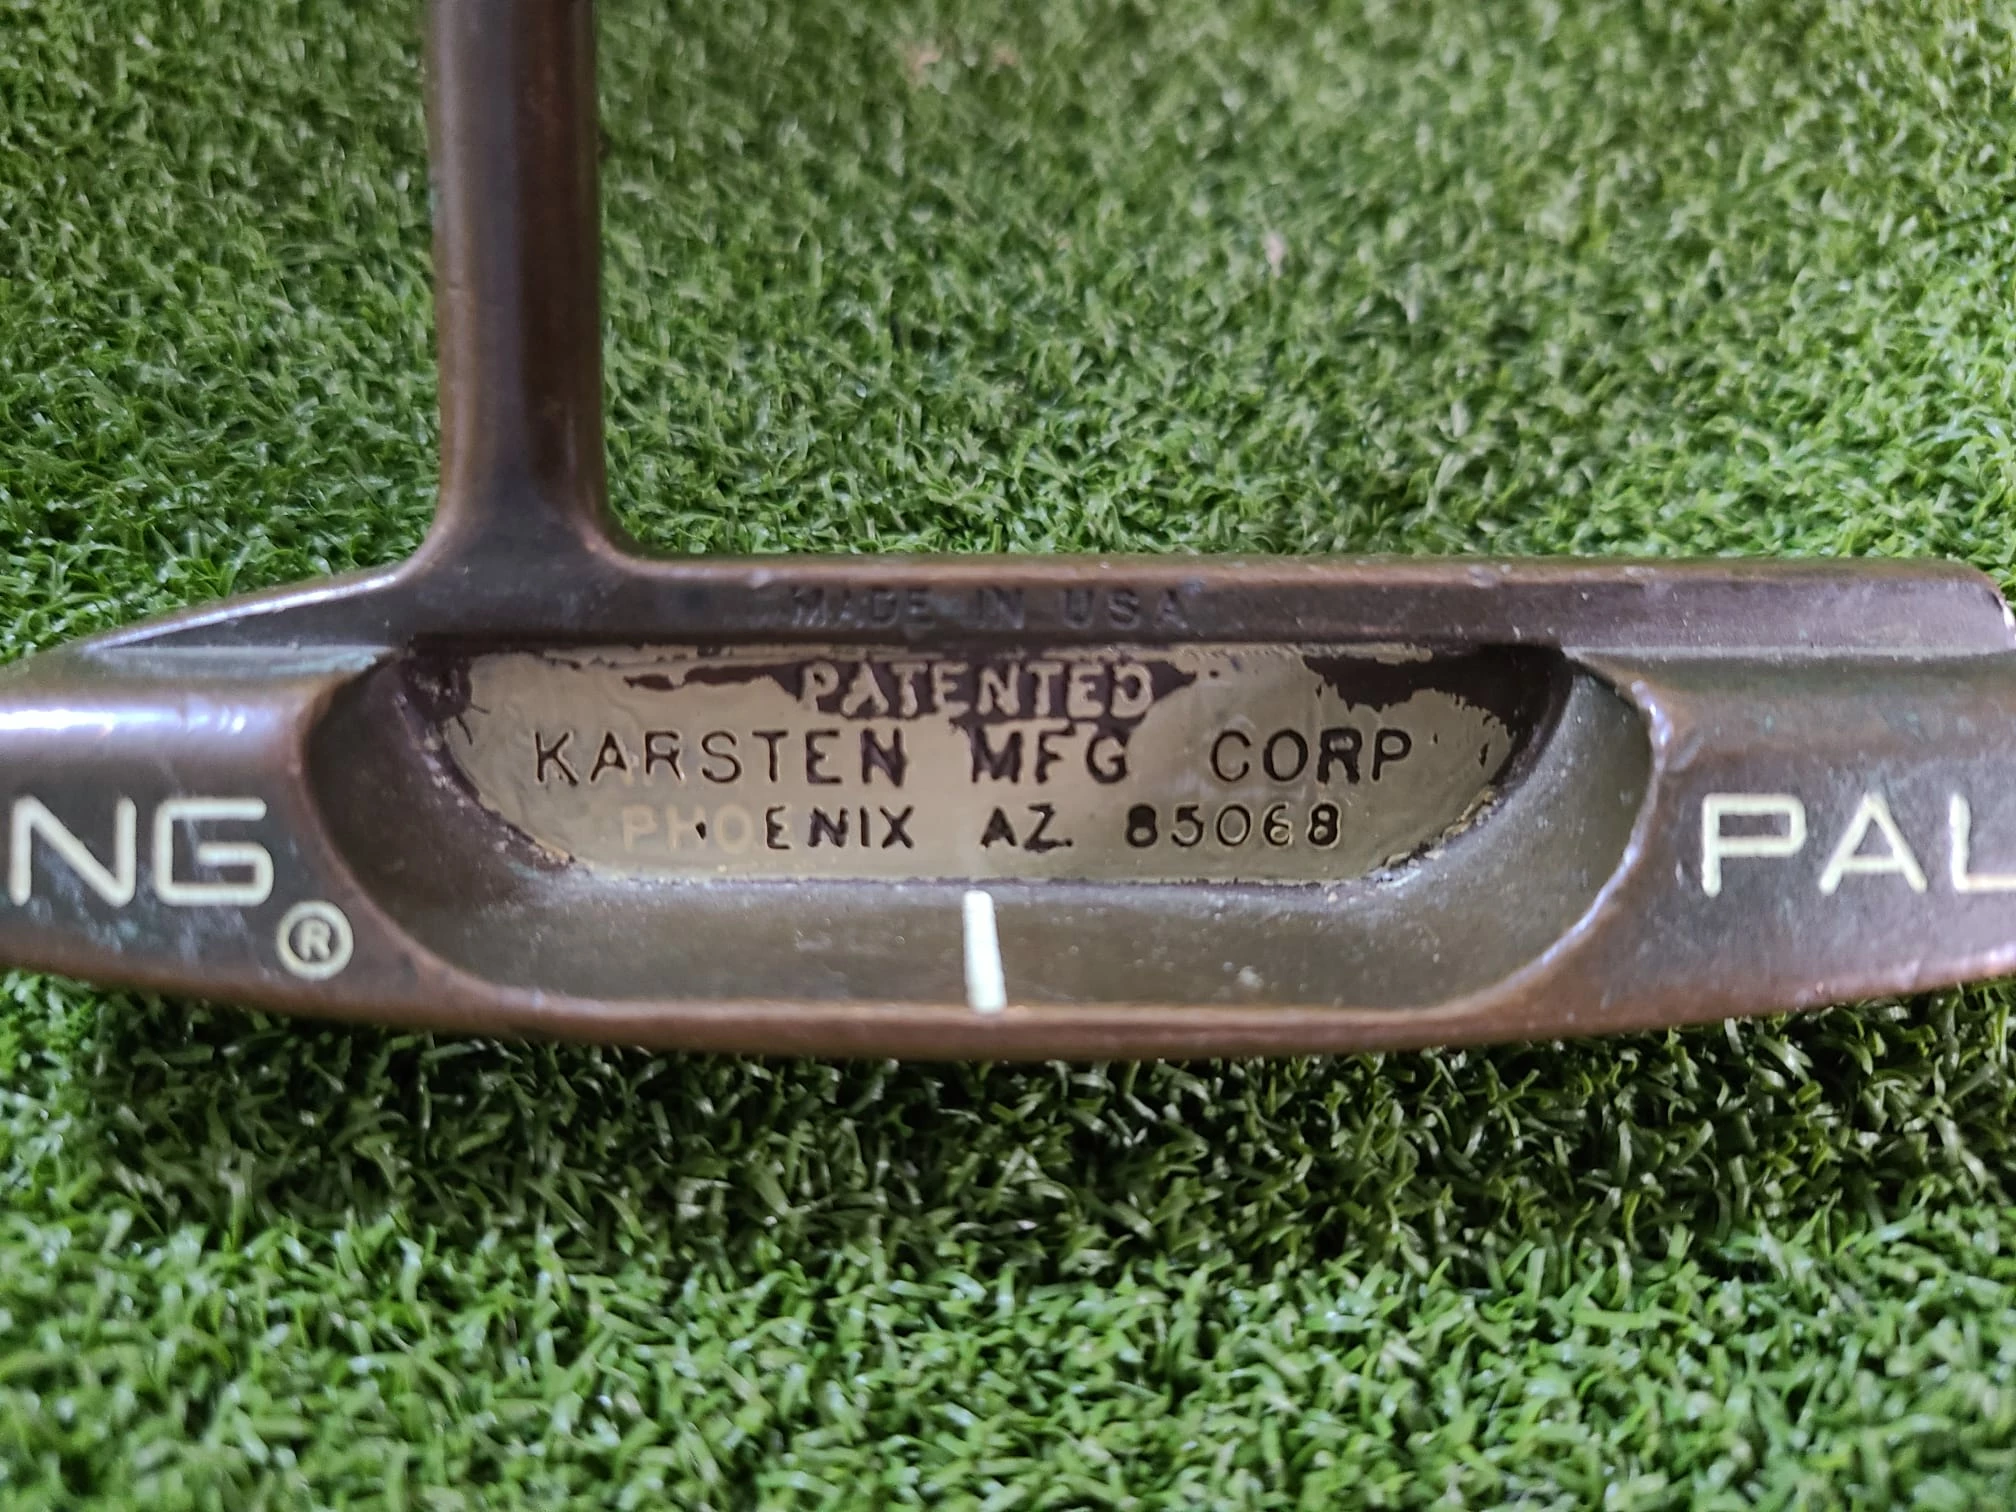 MADE IN USA
PATENTED
KARSTEN MFG CORP
PHOENIX AZ. 85068
NG ® PAL